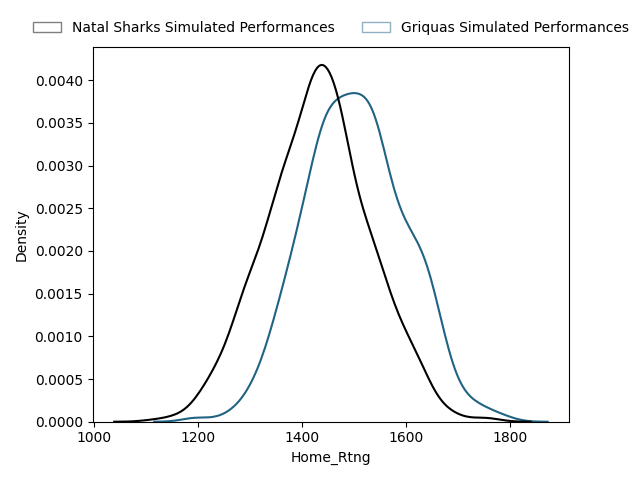 Natal Sharks Simulated Performances Griquas Simulated Performances
0.0040
0.0035
0.0030
0.0025
0.0020
0.0015
0.0010
0.0005
0.0000
Density
1000 1200 1400 1600 1800
Home_Rtng